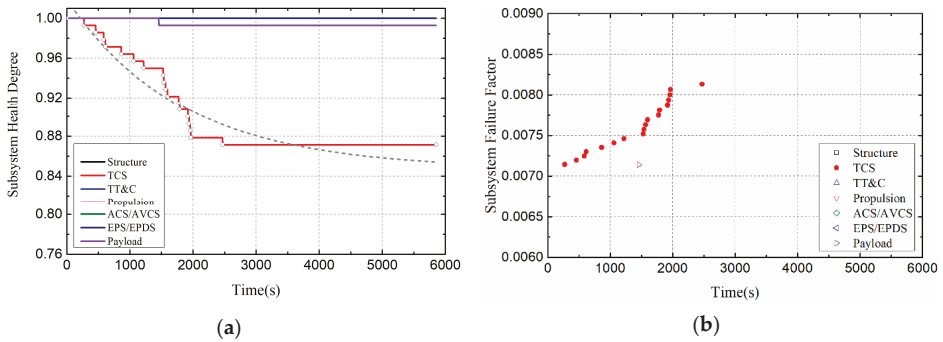 (a)
Subsystem Health Degree
1.00
0.96
0.92
0.88
0.84
0.80
0.76
Structure
TCS
TT&C
Propulsion
ACS/AVCS
EPS/EPDS
Payload
0 1000 2000 3000 4000 5000 6000
Time(s)
(a)
(b)
Subsystem Failure Factor
0.0090
0.0085
0.0080
0.0075
0.0070
0.0065
0.0060
Structure
TCS
TT&C
Propulsion
ACS/AVCS
EPS/EPDS
Payload
0 1000 2000 3000 4000 5000 6000
Time(s)
(b)